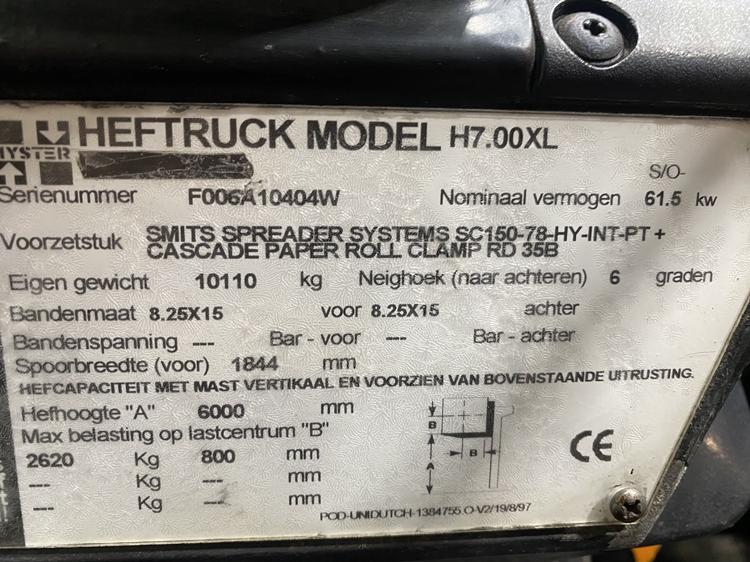 HYSTER
HEFTRUCK MODEL H7.00XL
S/O-
Serienummer F006A10404W Nominaal vermogen 61.5 kw
Voorzetstuk SMITS SPREADER SYSTEMS SC150-78-HY-INT-PT +
CASCADE PAPER ROLL CLAMP RD 35B
Eigen gewicht 10110 kg Neighoek (naar achteren) 6 graden
Bandenmaat 8.25X15 voor 8.25X15 achter
Bandenspanning --- Bar - voor --- Bar - achter
Spoorbreedte (voor) 1844 mm
HEFCAPACITEIT MET MAST VERTIKAAL EN VOORZIEN VAN BOVENSTAANDE UITRUSTING.
Hefhoogte "A" 6000 mm
Max belasting op lastcentrum "B"
2620 Kg 800 mm
--- Kg --- mm
--- Kg --- mm
B
B
A
CE
POD-UNIDUTCH-1384755.O-V2/19/8/97